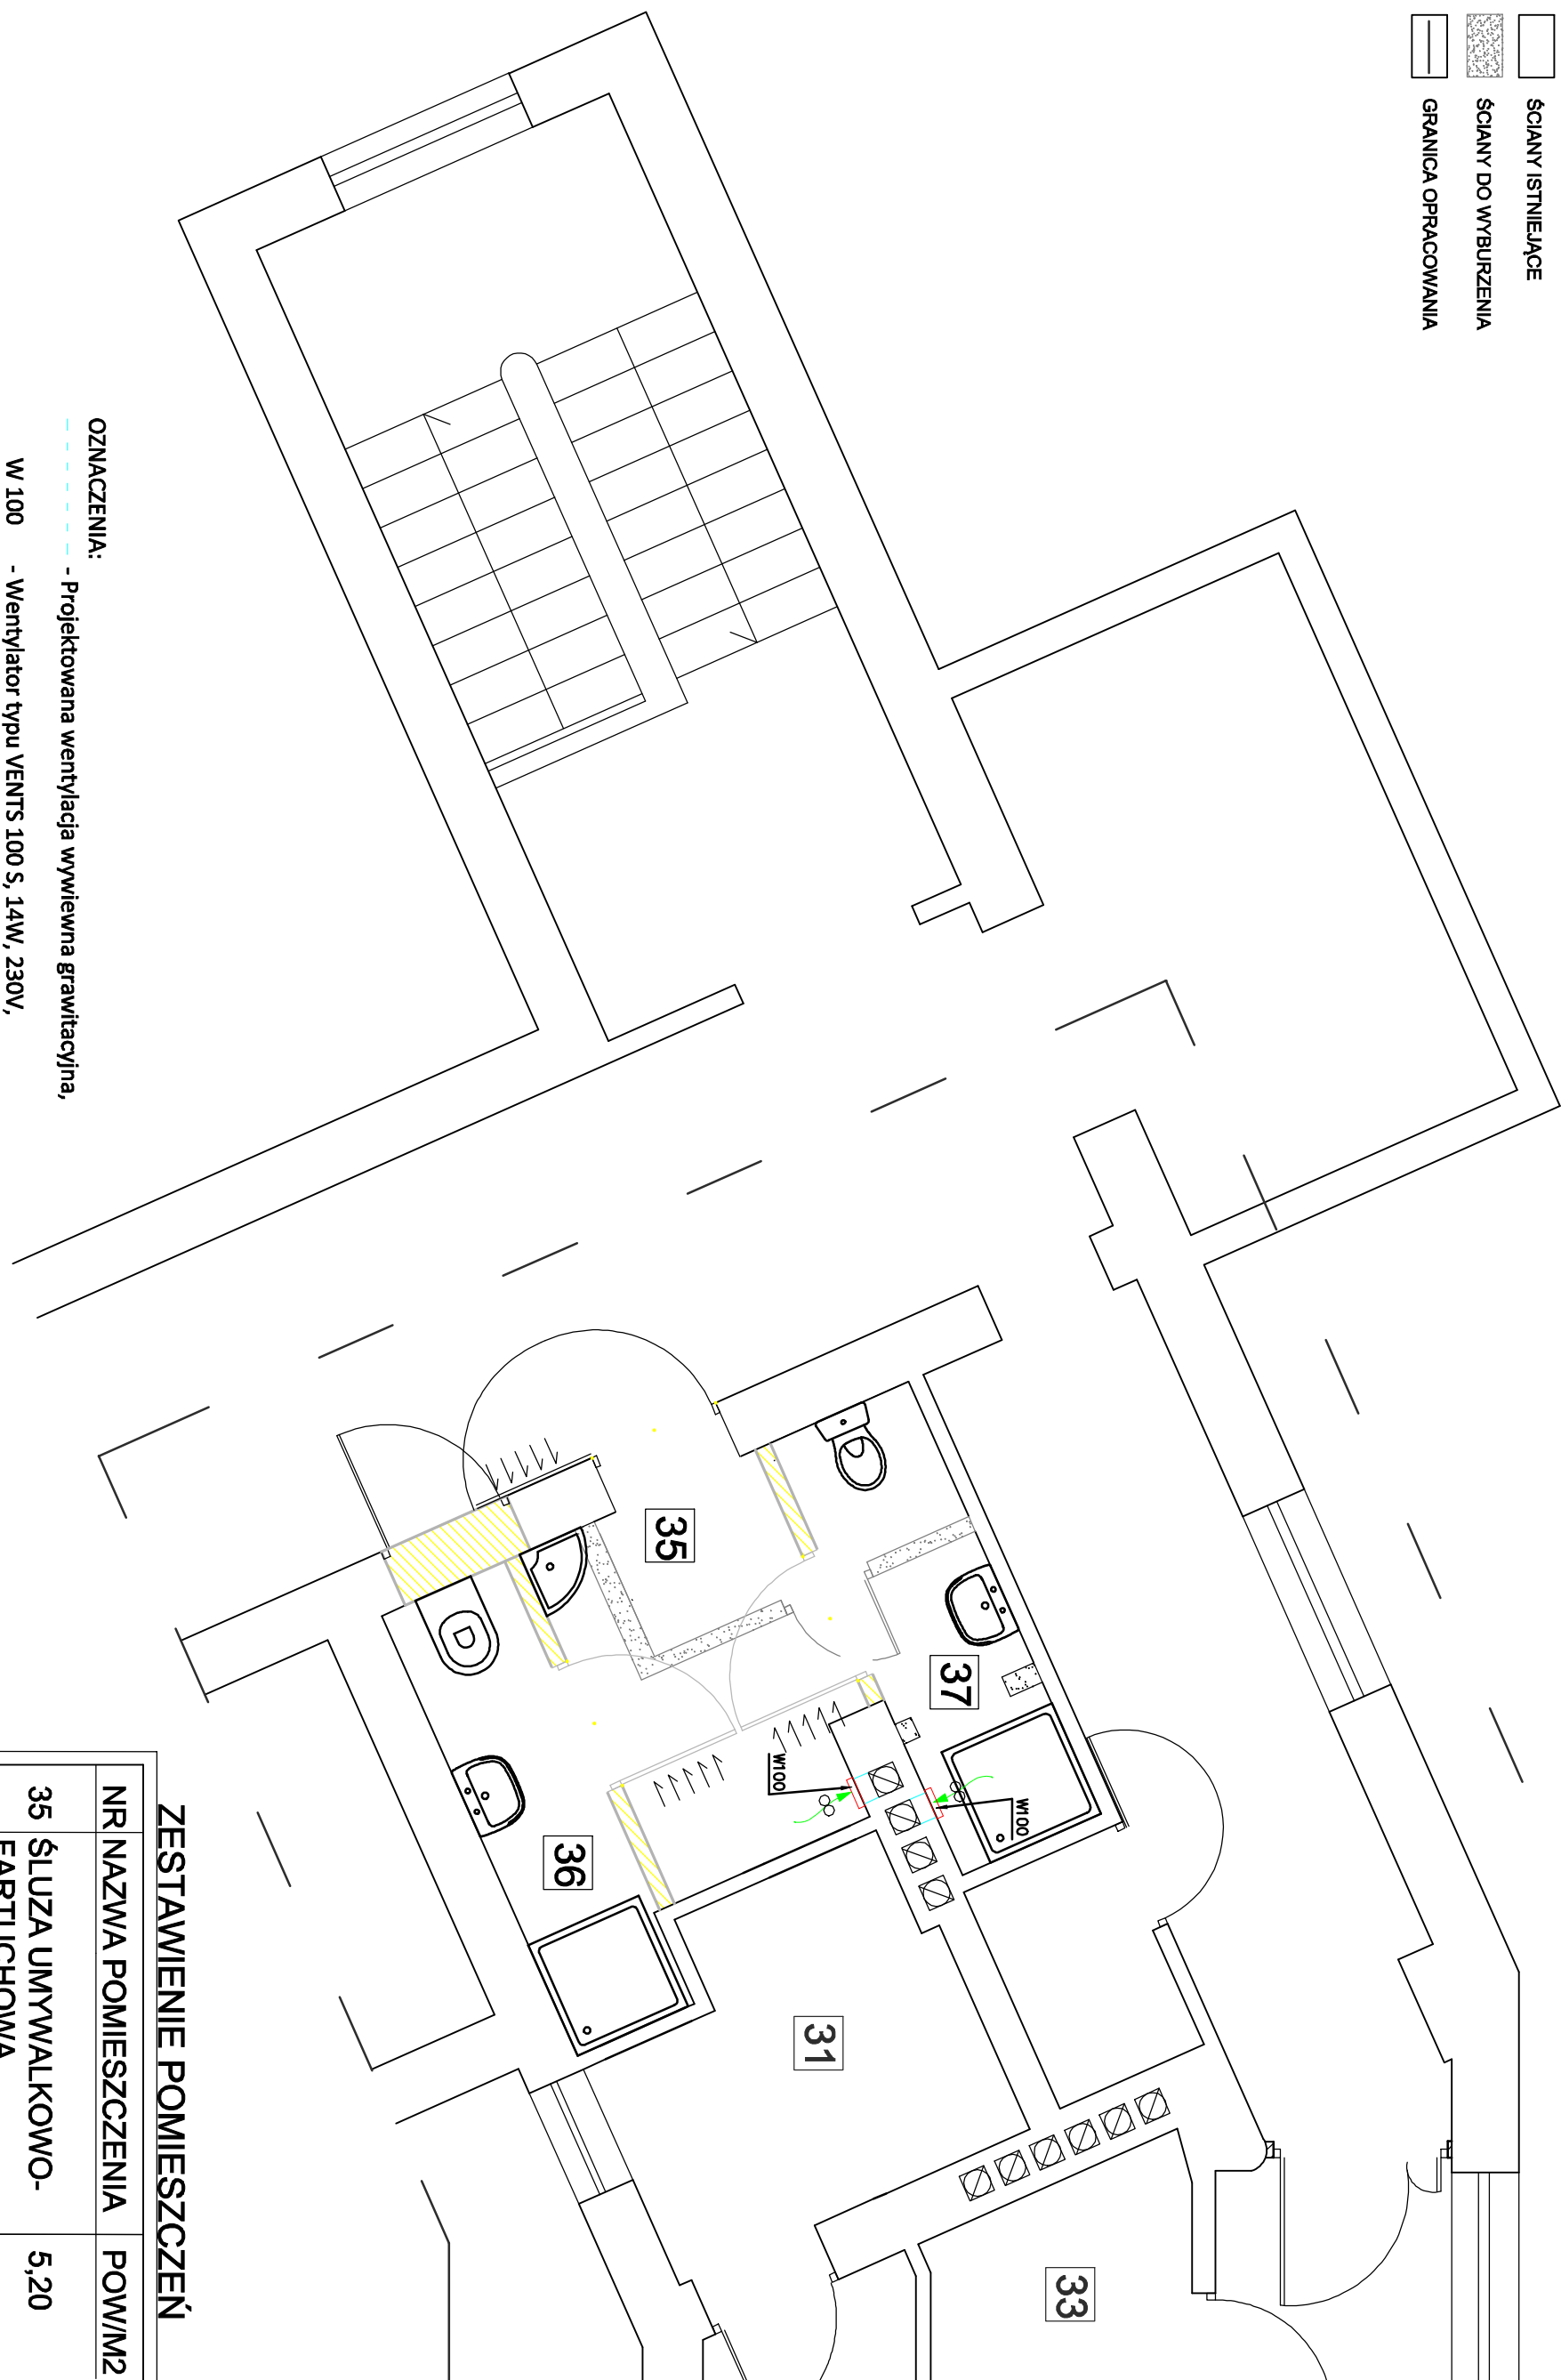 ŚCIANY ISTNIEJĄCE
ŚCIANY DO WYBURZENIA
GRANICA OPRACOWANIA
37
W100
W100
35
36
31
33
OZNACZENIA:
- Projektowana wentylacja wywiewna grawitacyjna,
W 100 - Wentylator typu VENTS 100 S, 14W, 230V,
ZESTAWIENIE POMIESZCZEŃ
NR NAZWA POMIESZCZENIA POW/M2
35 ŚLUZA UMYWALKOWO- 5,20
FARTUCHOWA